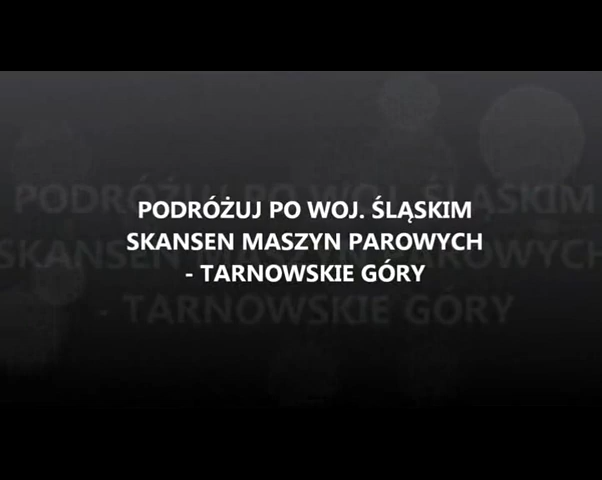 PODRÓŻUJ PO WOJ. ŚLĄSKIM
SKANSEN MASZYN PAROWYCH
- TARNOWSKIE GÓRY